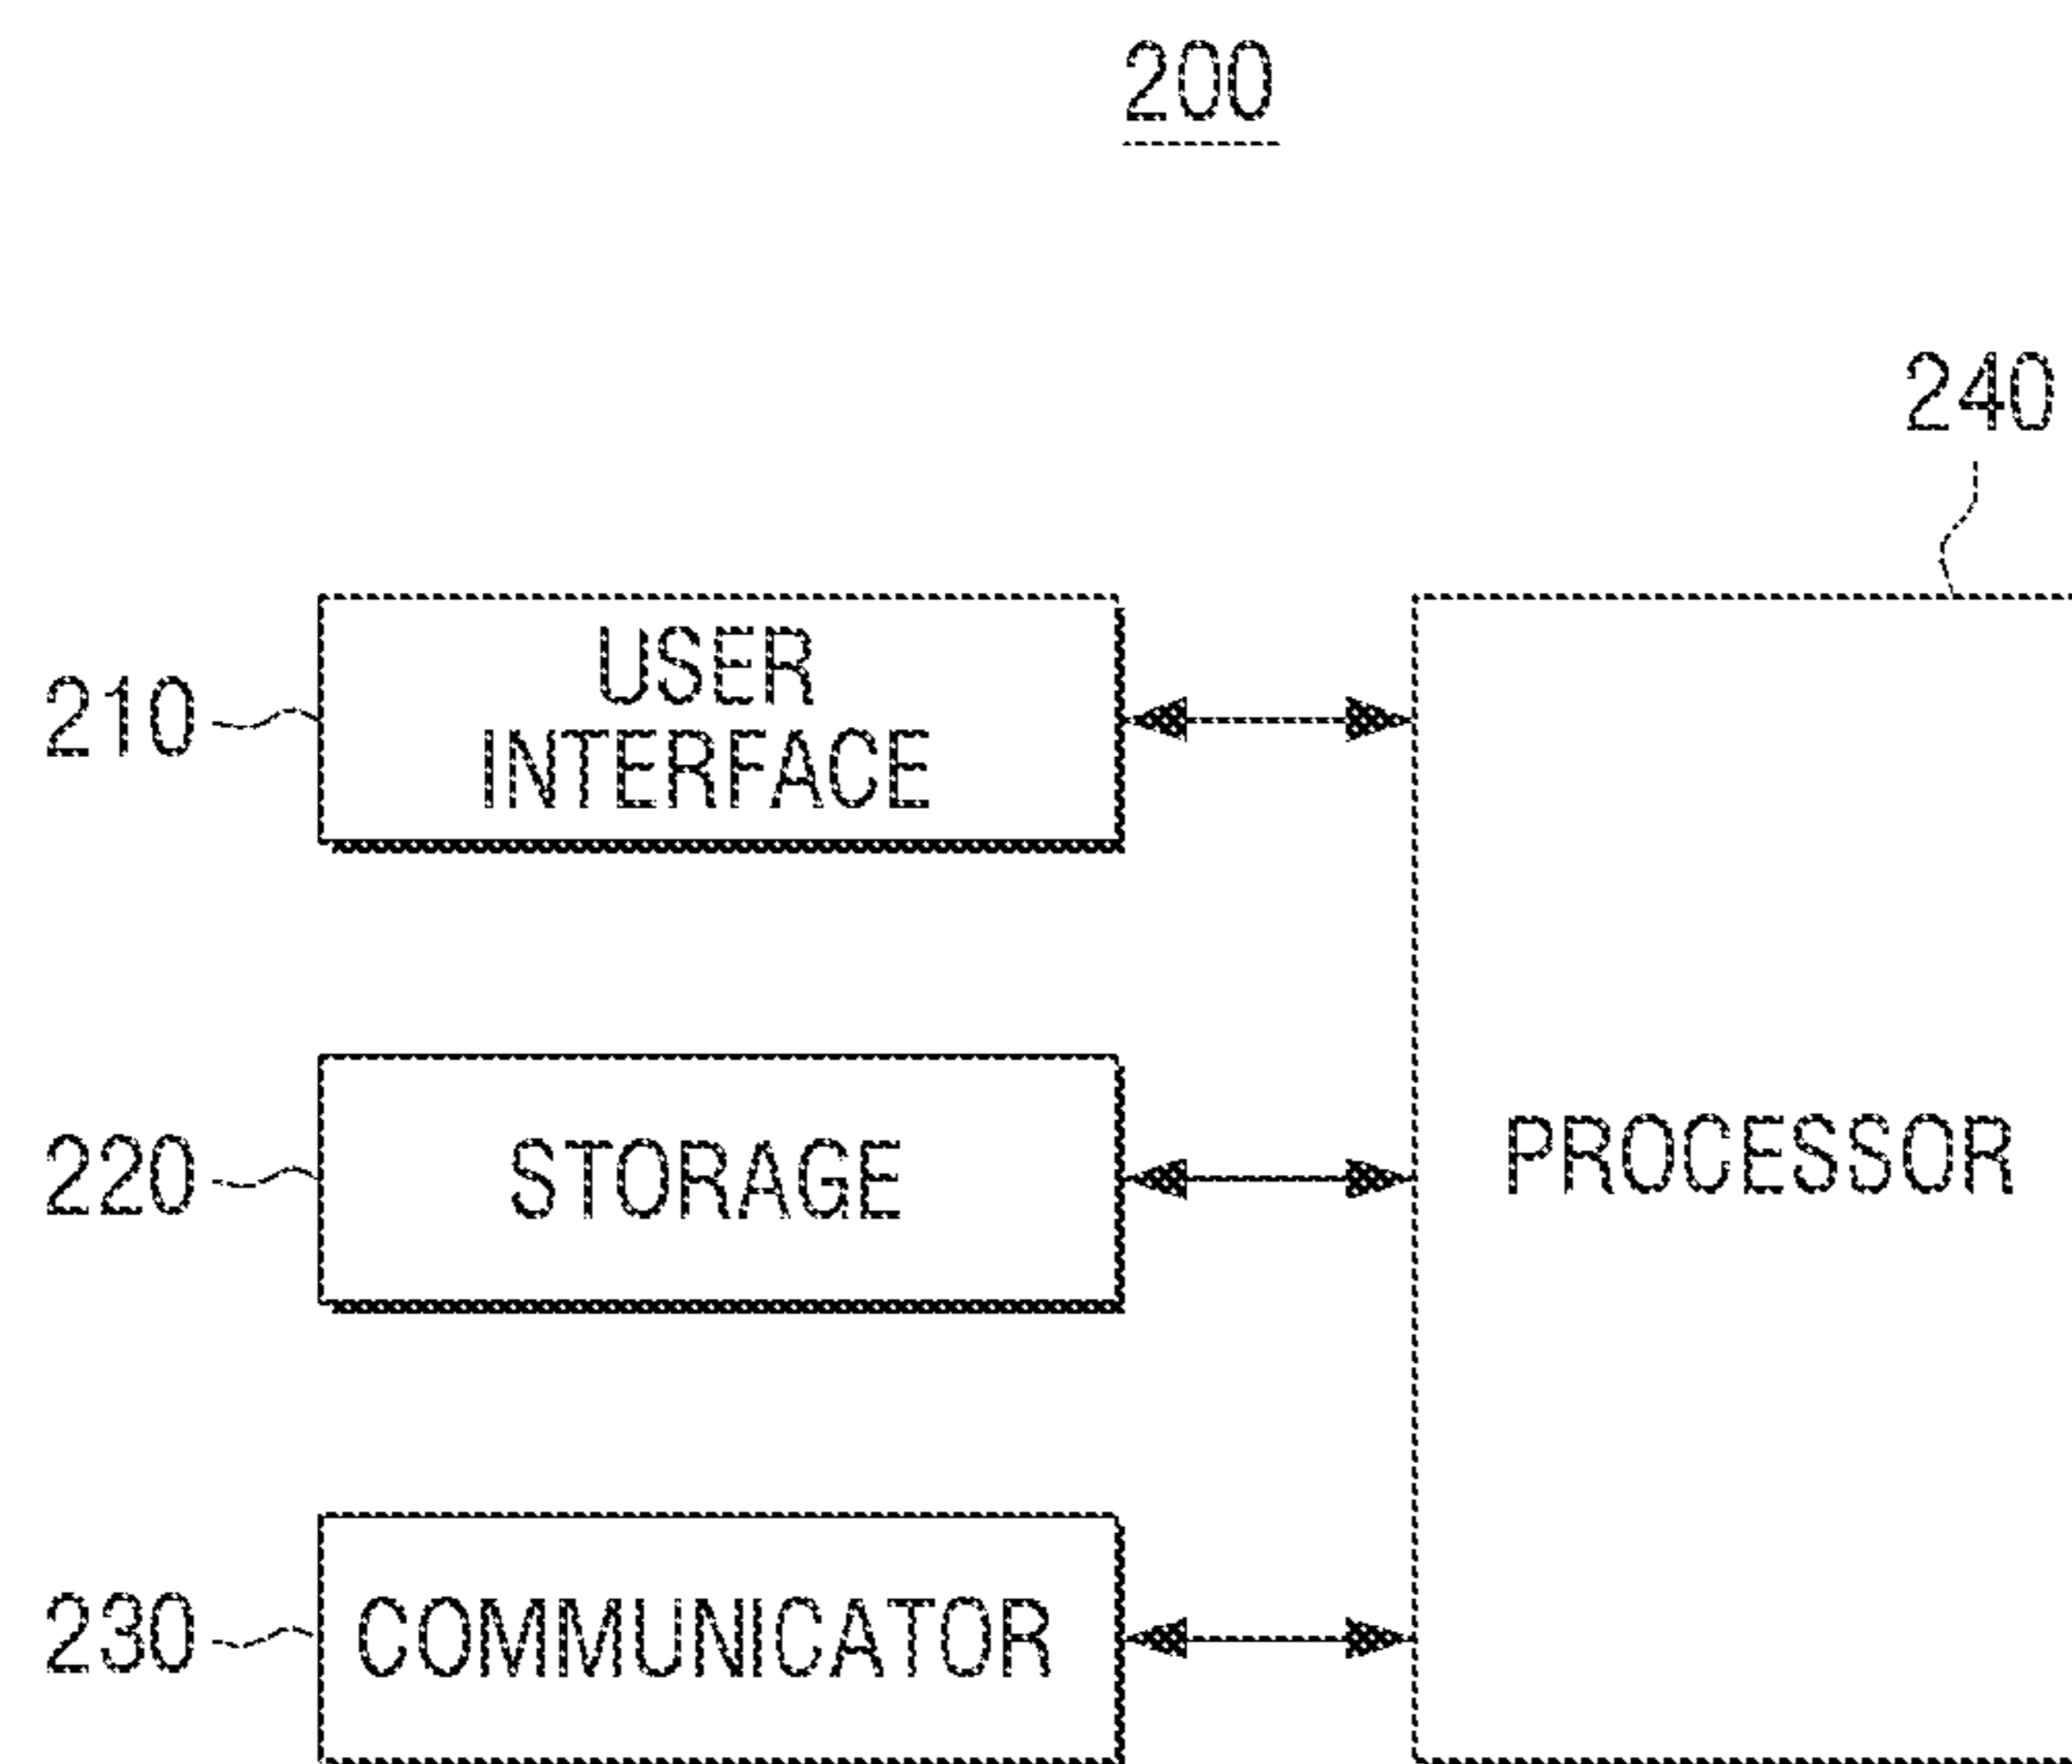 200
240
210
USER
INTERFACE
220
STORAGE
PROCESSOR
230
COMMUNICATOR